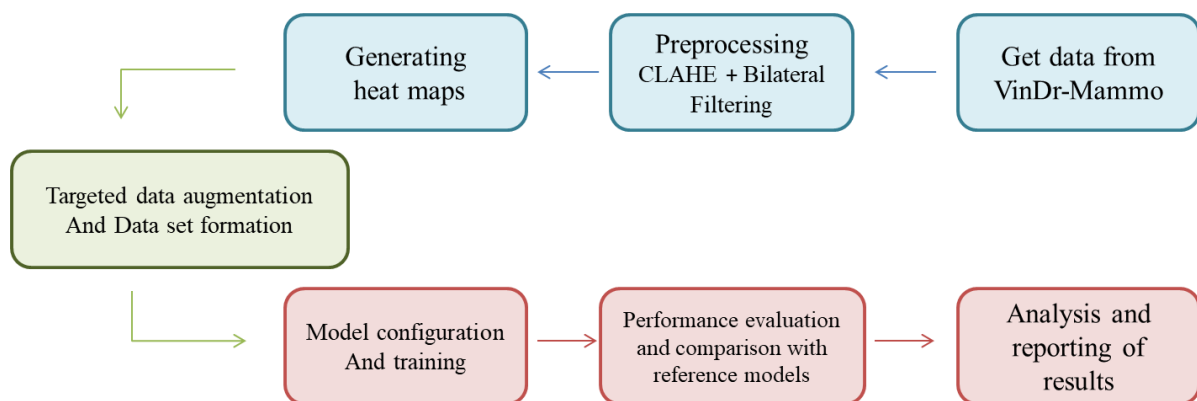 Generating
heat maps
Preprocessing
CLAHE + Bilateral
Filtering
Get data from
VinDr-Mammo
Targeted data augmentation
And Data set formation
Model configuration
And training
Performance evaluation
and comparison with
reference models
Analysis and
reporting of
results